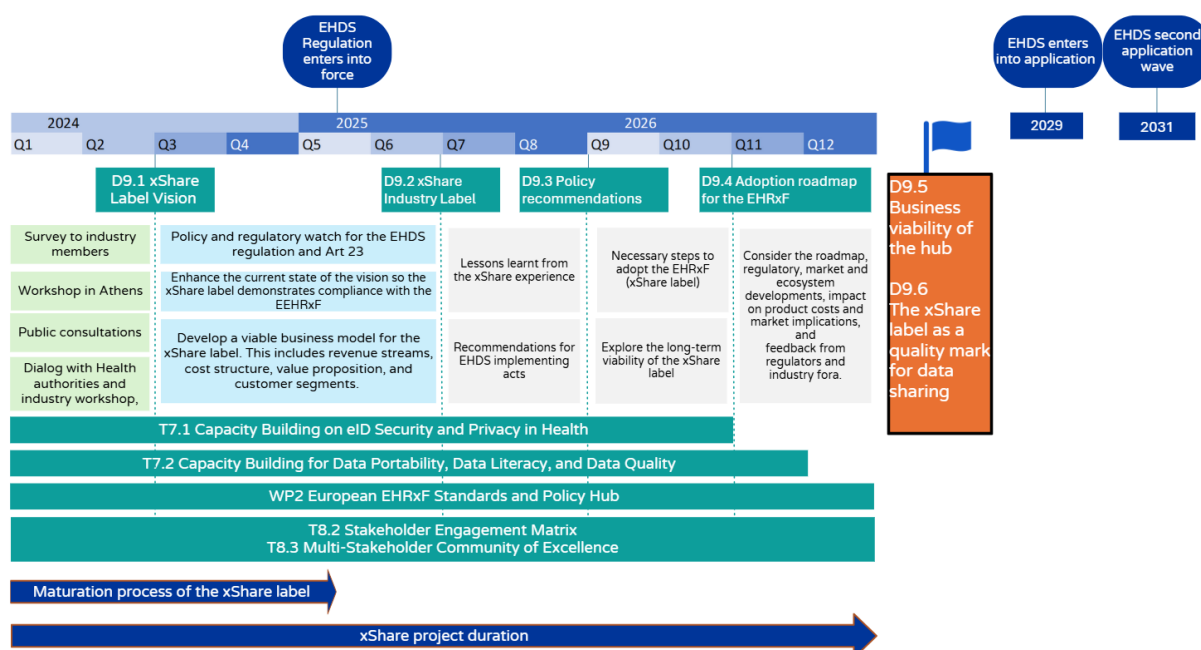 EHDS
Regulation
enters into
force
EHDS enters
into application
EHDS second
application
wave
2024
2025
2026
2029
2031
Q1
Q2
Q3
Q4
Q5
Q6
Q7
Q8
Q9
Q10
Q11
Q12
D9.1 xShare
Label Vision
D9.2 xShare
Industry Label
D9.3 Policy
recommendations
D9.4 Adoption roadmap
for the EHRxF
D9.5
Business
viability of
the hub
D9.6
The xShare
label as a
quality mark
for data
sharing
Survey to industry
members
Workshop in Athens
Public consultations
Dialog with Health
authorities and
industry workshop,
Policy and regulatory watch for the EHDS
regulation and Art 23
Enhance the current state of the vision so the
xShare label demonstrates compliance with the
EEHRxF
Develop a viable business model for the
xShare label. This includes revenue streams,
cost structure, value proposition, and
customer segments.
Lessons learnt from
the xShare experience
Recommendations for
EHDS implementing
acts
Necessary steps to
adopt the EHRxF
(xShare label)
Explore the long-term
viability of the xShare
label
Consider the roadmap,
regulatory, market and
ecosystem
developments, impact
on product costs and
market implications,
and
feedback from
regulators and
industry fora.
T7.1 Capacity Building on eID Security and Privacy in Health
T7.2 Capacity Building for Data Portability, Data Literacy, and Data Quality
WP2 European EHRxF Standards and Policy Hub
T8.2 Stakeholder Engagement Matrix
T8.3 Multi-Stakeholder Community of Excellence
Maturation process of the xShare label
xShare project duration